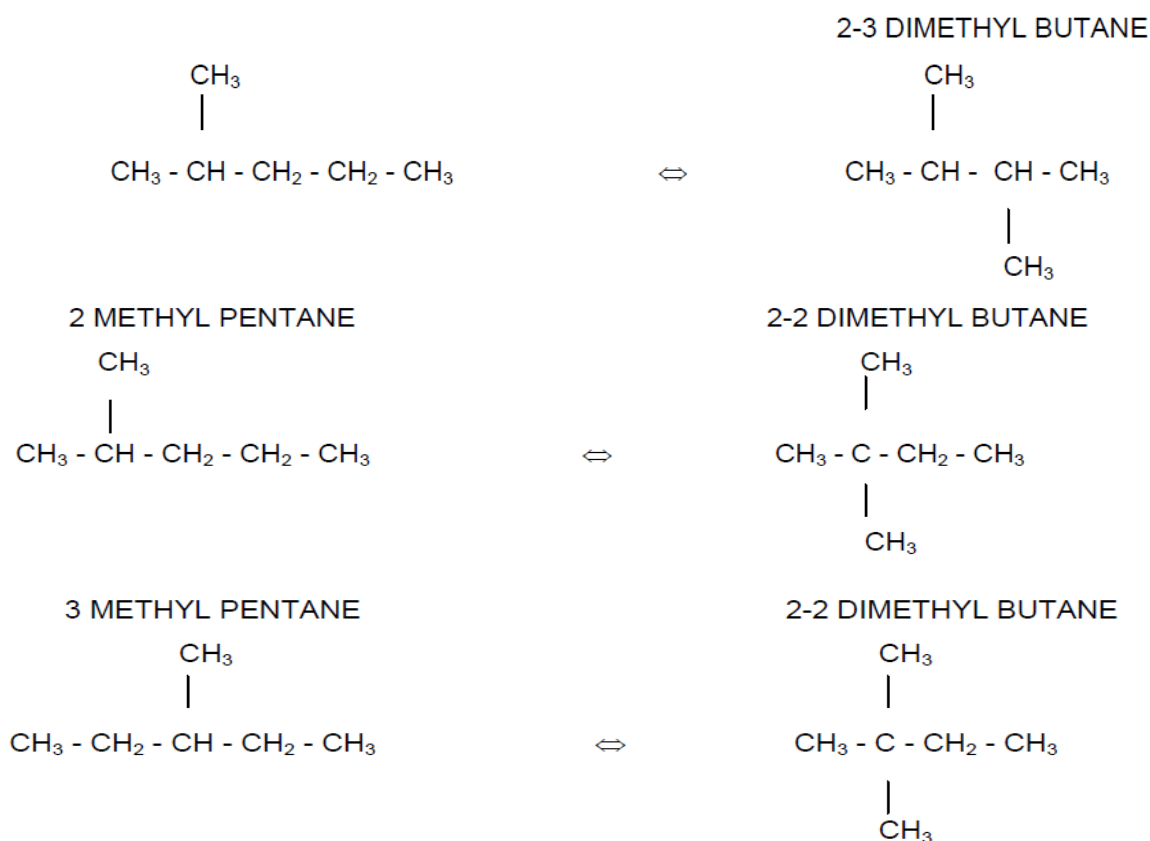 2-3 DIMETHYL BUTANE
CH₃ CH₃
CH₃ - CH - CH₂ - CH₂ - CH₃ ⇔ CH₃ - CH - CH - CH₃
CH₃
2 METHYL PENTANE 2-2 DIMETHYL BUTANE
CH₃ CH₃
CH₃ - CH - CH₂ - CH₂ - CH₃ ⇔ CH₃ - C - CH₂ - CH₃
CH₃
3 METHYL PENTANE 2-2 DIMETHYL BUTANE
CH₃ CH₃
CH₃ - CH₂ - CH - CH₂ - CH₃ ⇔ CH₃ - C - CH₂ - CH₃
CH₃